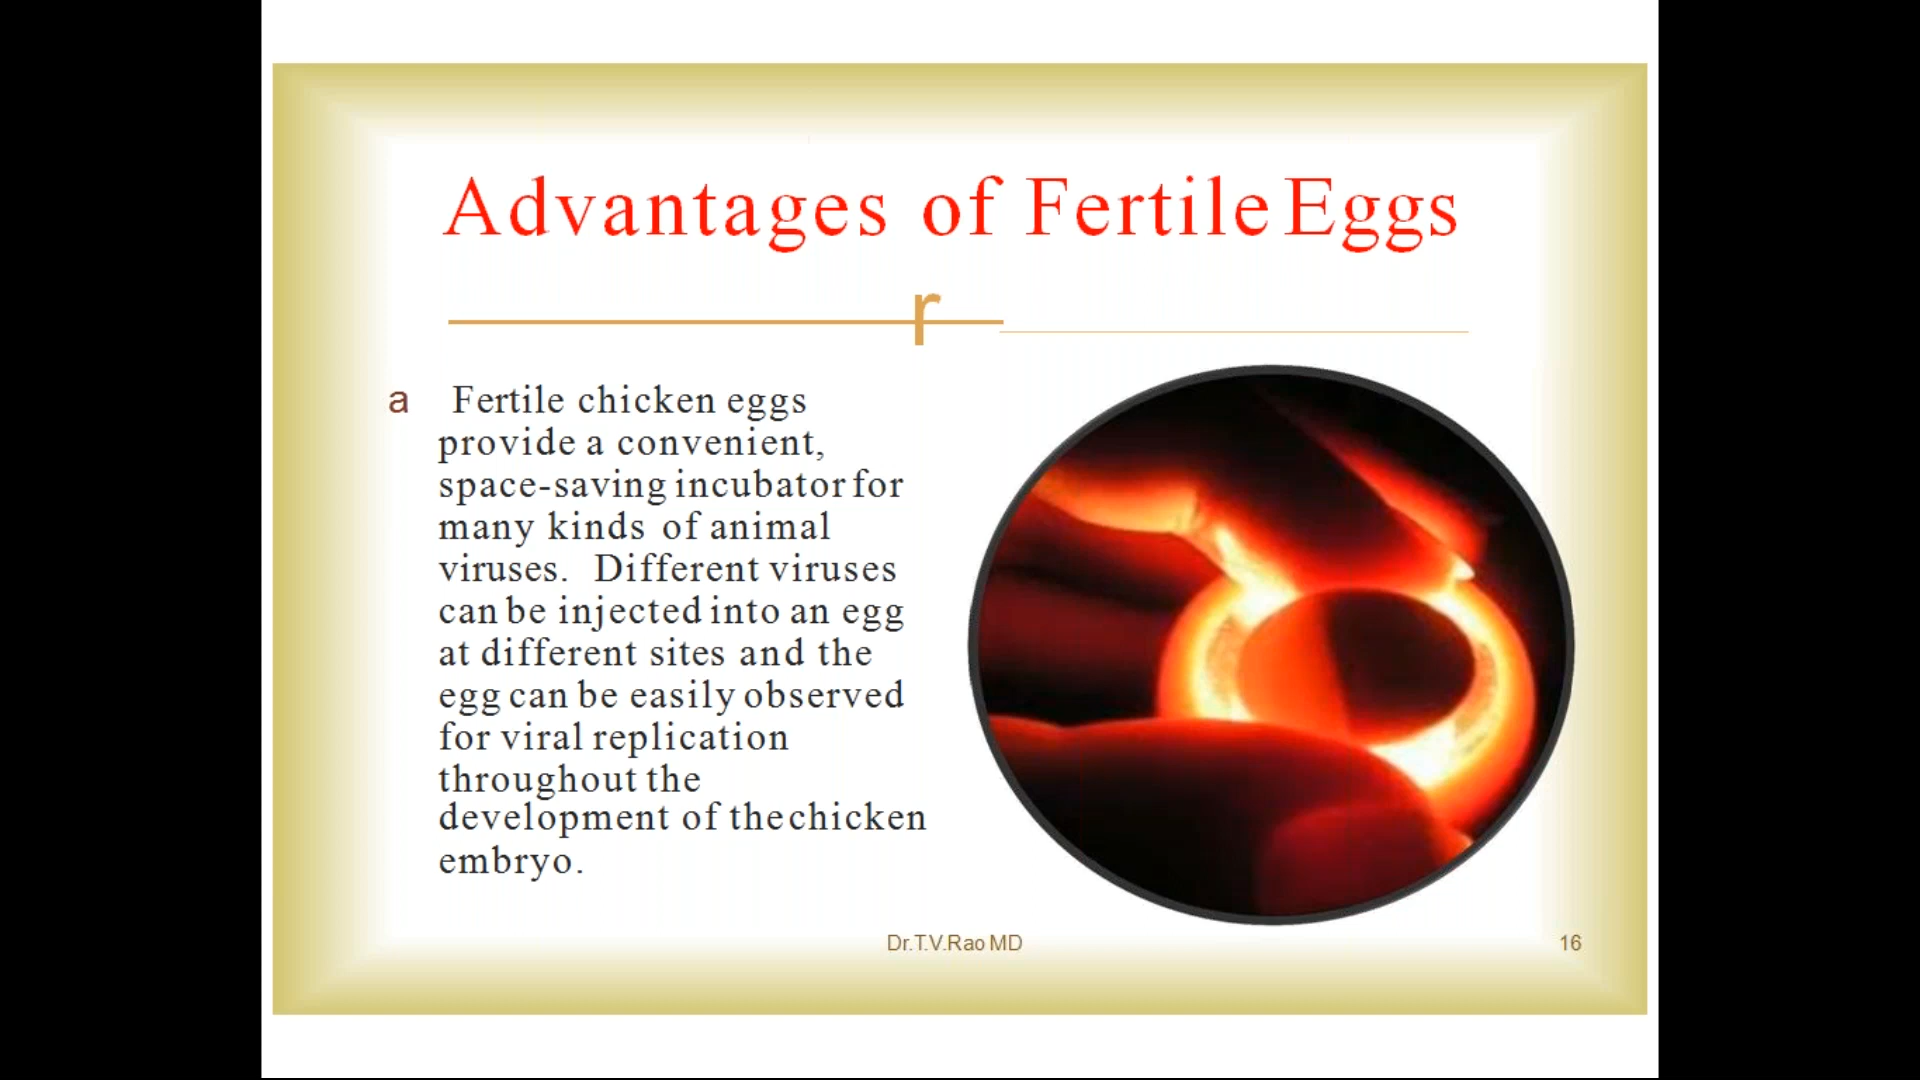 Advantages of Fertile Eggs
r
a Fertile chicken eggs
provide a convenient,
space-saving incubator for
many kinds of animal
viruses. Different viruses
can be injected into an egg
at different sites and the
egg can be easily observed
for viral replication
throughout the
development of thechicken
embryo.
Dr.T.V.Rao MD
16